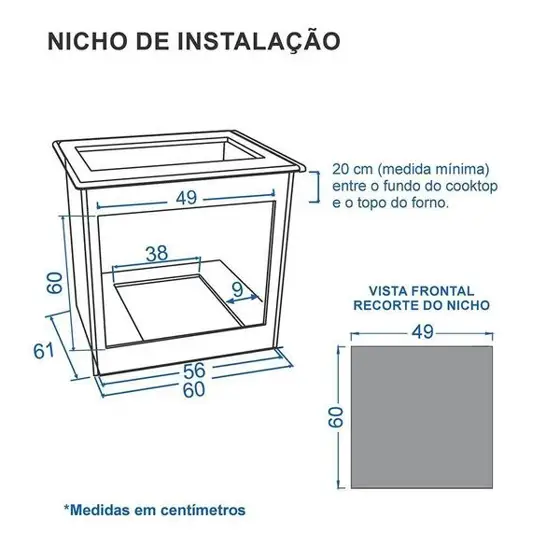 NICHO DE INSTALAÇÃO
20 cm (medida mínima)
entre o fundo do cooktop
e o topo do forno.
49
38
9
60
61
56
60
VISTA FRONTAL
RECORTE DO NICHO
49
60
*Medidas em centímetros